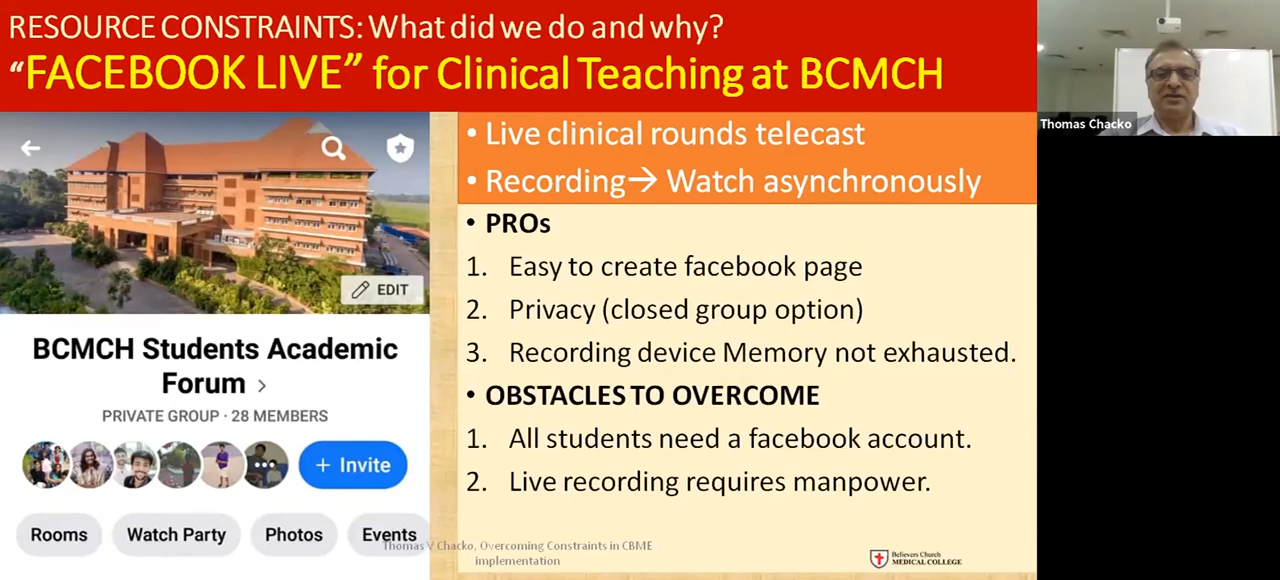 RESOURCE CONSTRAINTS: What did we do and why?
“FACEBOOK LIVE” for Clinical Teaching at BCMCH
Thomas Chacko
EDIT
BCMCH Students Academic
Forum >
PRIVATE GROUP · 28 MEMBERS
+ Invite
Rooms
Watch Party
Photos
Events
• Live clinical rounds telecast
• Recording→ Watch asynchronously
• PROs
1. Easy to create facebook page
2. Privacy (closed group option)
3. Recording device Memory not exhausted.
• OBSTACLES TO OVERCOME
1. All students need a facebook account.
2. Live recording requires manpower.
Thomas V Chacko, Overcoming Constraints in CBME
implementation
Believers Church
MEDICAL COLLEGE